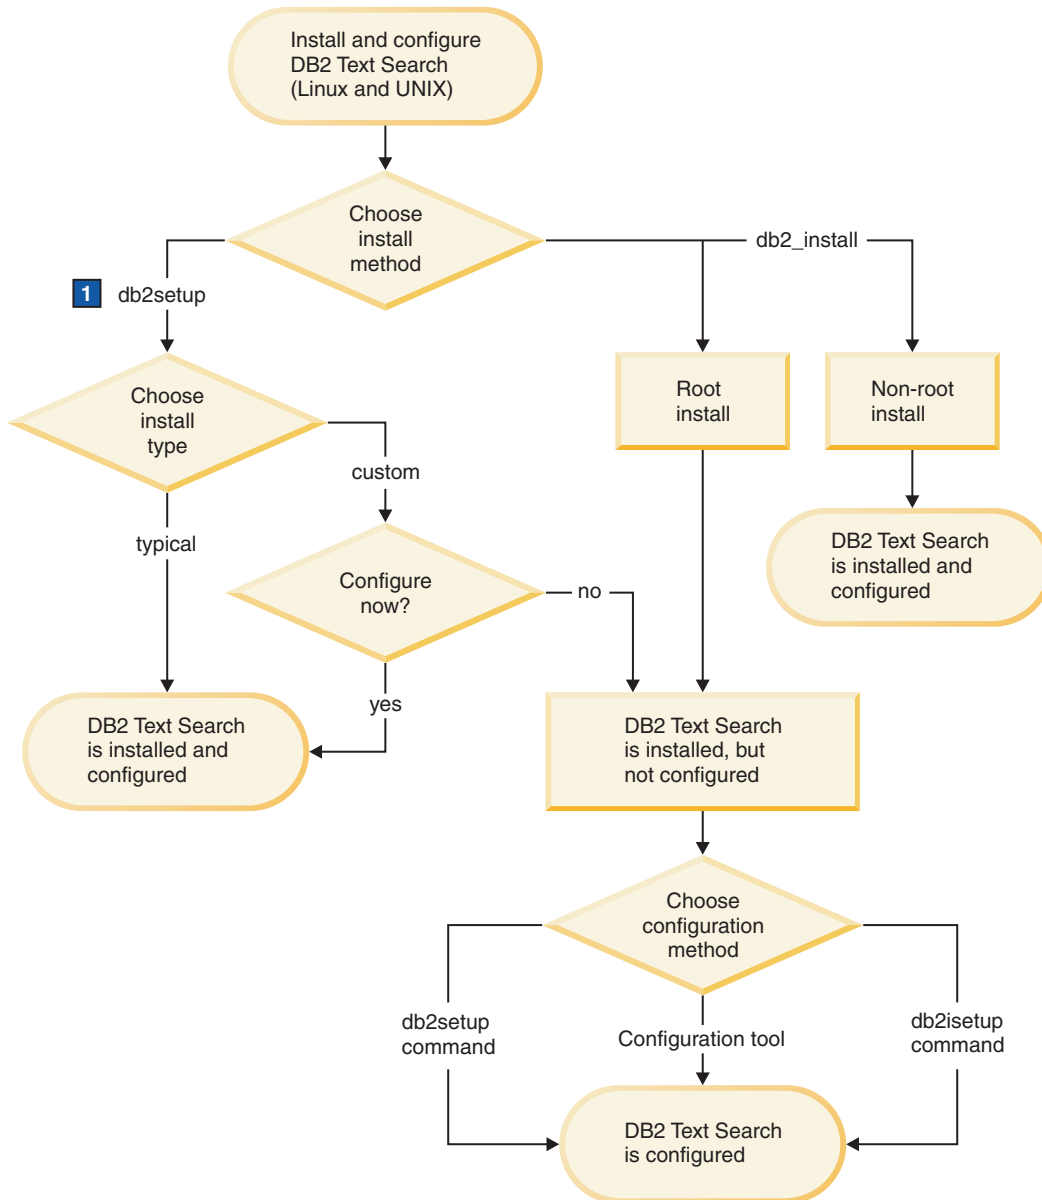 Install and configure
DB2 Text Search
(Linux and UNIX)
Choose
install
method
db2_install
1 db2setup
Choose
install
type
Root
install
Non-root
install
custom
typical
DB2 Text Search
is installed and
configured
Configure
now?
no
yes
DB2 Text Search
is installed and
configured
DB2 Text Search
is installed, but
not configured
Choose
configuration
method
db2setup
command
Configuration tool
db2isetup
command
DB2 Text Search
is configured